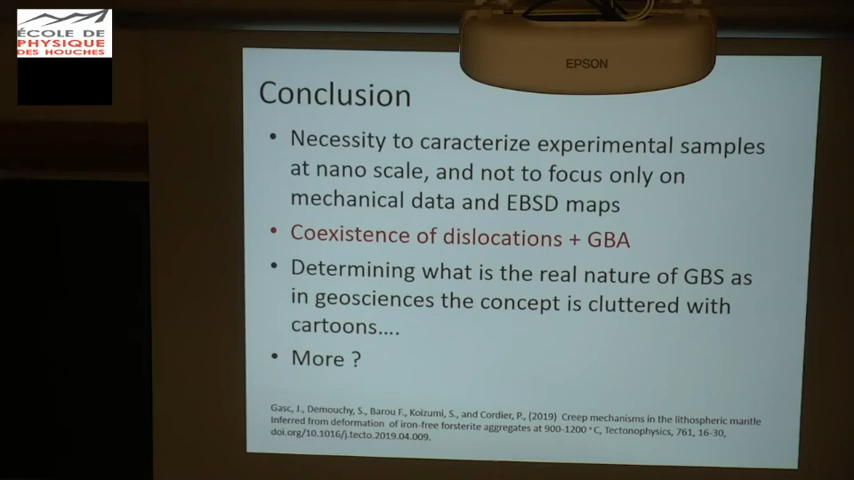 ÉCOLE DE
PHYSIQUE
DES HOUCHES
EPSON
Conclusion
• Necessity to caracterize experimental samples
at nano scale, and not to focus only on
mechanical data and EBSD maps
• Coexistence of dislocations + GBA
• Determining what is the real nature of GBS as
in geosciences the concept is cluttered with
cartoons....
• More ?
Gasc, J., Demouchy, S., Barou F., Koizumi, S., and Cordier, P., (2019) Creep mechanisms in the lithospheric mantle
Inferred from deformation of iron-free forsterite aggregates at 900-1200 °C, Tectonophysics, 761, 16-30,
doi.org/10.1016/j.tecto.2019.04.009.